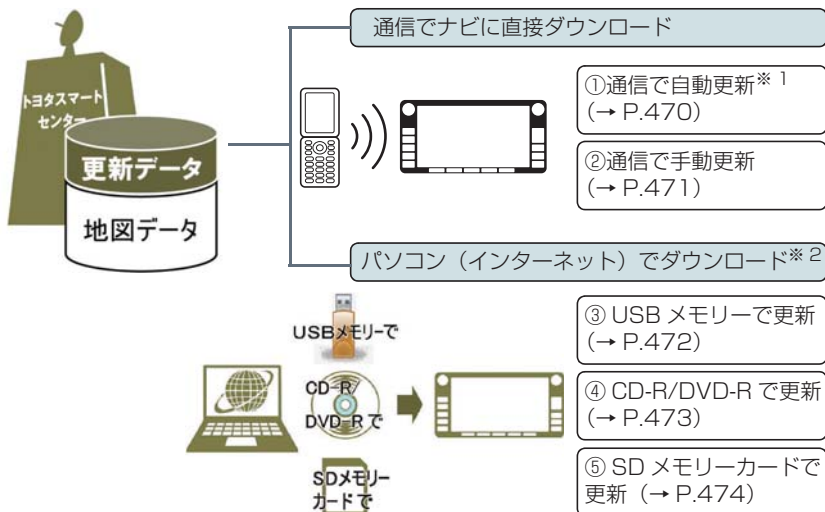 通信でナビに直接ダウンロード
トヨタスマート
センター
更新データ
地図データ
①通信で自動更新※1
(→ P.470)
②通信で手動更新
(→ P.471)
パソコン（インターネット）でダウンロード※2
USBメモリーで
CD-R/
DVD-Rで
SDメモリー
カードで
③ USB メモリーで更新
(→ P.472)
④ CD-R/DVD-R で更新
(→ P.473)
⑤ SD メモリーカードで
更新（→ P.474）